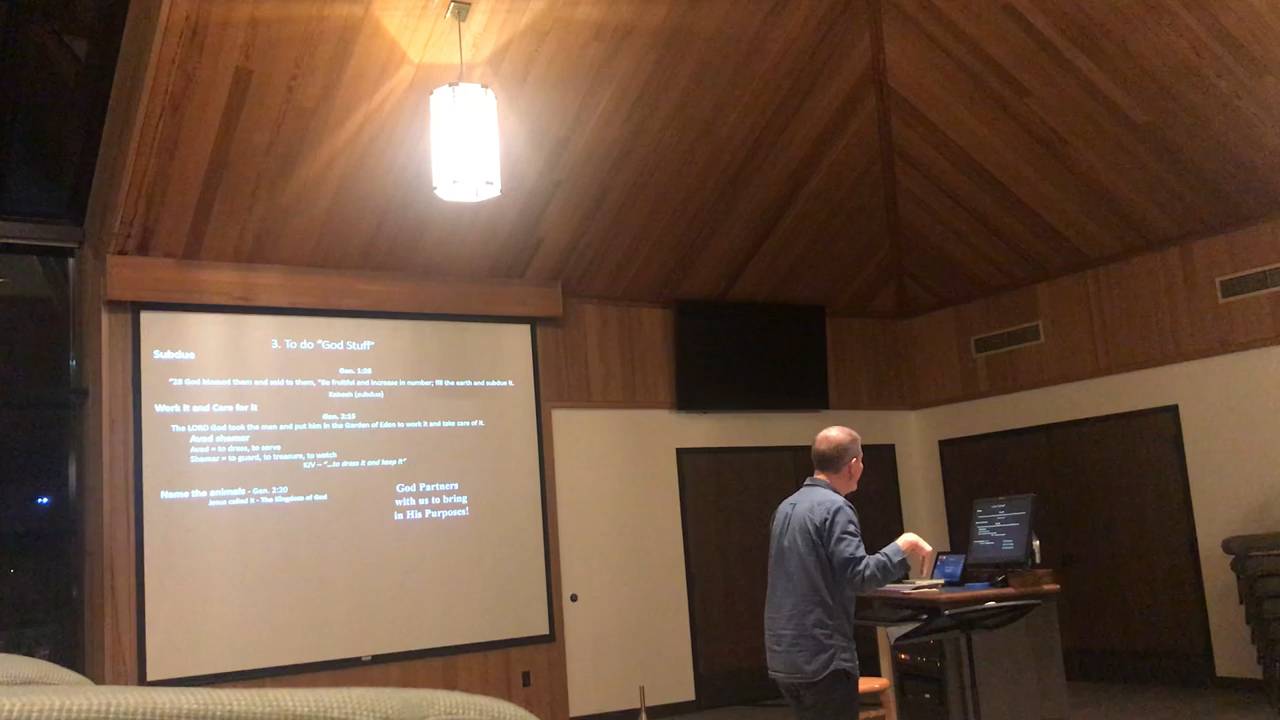 3. To do "God Stuff"
Subdue
Gen. 1:28
"28 God blessed them and said to them, "Be fruitful and increase in number; fill the earth and subdue it.
Kabash (subdue)
Work it and Care for it
Gen. 2:15
The LORD God took the man and put him in the Garden of Eden to work it and take care of it.
Avad shamar
Avad = to dress, to serve
Shamar = to guard, to treasure, to watch
KJV – "...to dress it and keep it"
Name the animals - Gen. 2:20
Jesus called it - The Kingdom of God
God Partners
with us to bring
in His Purposes!